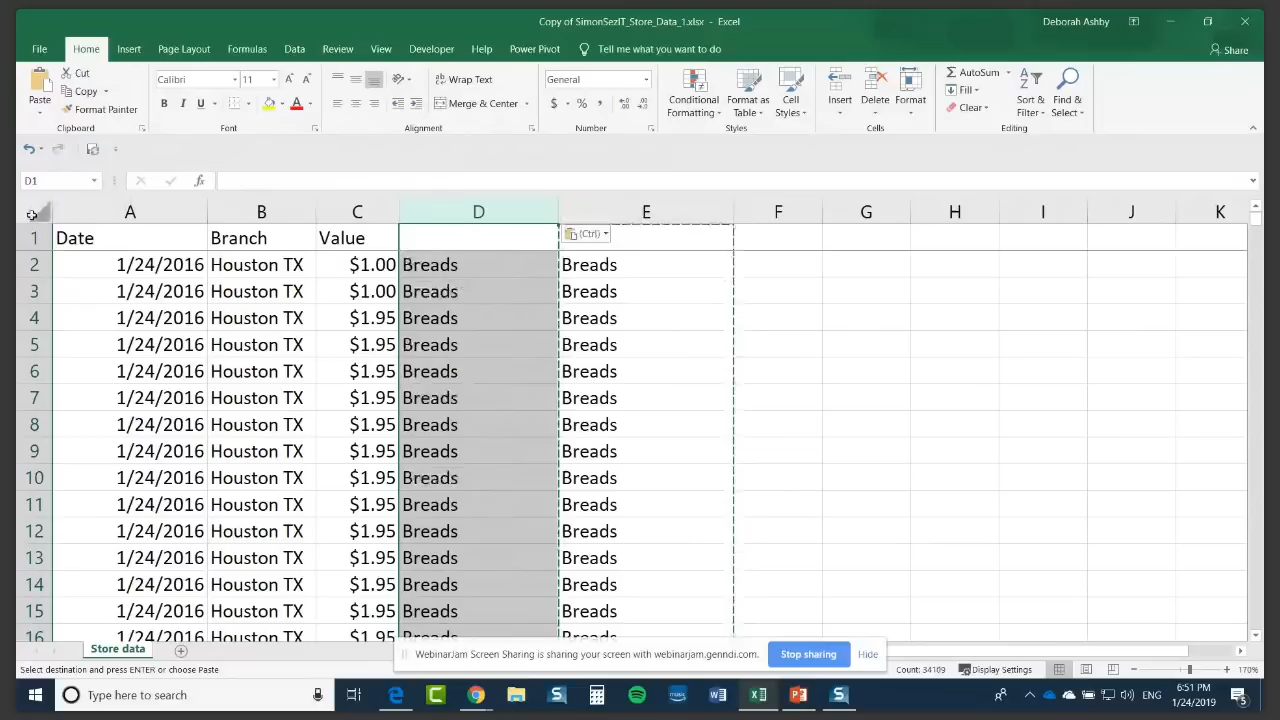 Copy of SimonSezIT_Store_Data_1.xlsx - Excel
Deborah Ashby
File Home Insert Page Layout Formulas Data Review View Developer Help Power Pivot Tell me what you want to do Share
Paste Cut Copy Format Painter
Calibri 11 B I U A
Wrap Text Merge & Center
General $ % ,
Conditional Formatting Format as Table Cell Styles
Insert Delete Format
AutoSum Fill Clear Sort & Filter Find & Select
Clipboard Font Alignment Number Styles Cells Editing
D1 fx
A B C D E F G H I J K
1 Date Branch Value (Ctrl)
2 1/24/2016 Houston TX $1.00 Breads Breads
3 1/24/2016 Houston TX $1.00 Breads Breads
4 1/24/2016 Houston TX $1.95 Breads Breads
5 1/24/2016 Houston TX $1.95 Breads Breads
6 1/24/2016 Houston TX $1.95 Breads Breads
7 1/24/2016 Houston TX $1.95 Breads Breads
8 1/24/2016 Houston TX $1.95 Breads Breads
9 1/24/2016 Houston TX $1.95 Breads Breads
10 1/24/2016 Houston TX $1.95 Breads Breads
11 1/24/2016 Houston TX $1.95 Breads Breads
12 1/24/2016 Houston TX $1.95 Breads Breads
13 1/24/2016 Houston TX $1.95 Breads Breads
14 1/24/2016 Houston TX $1.95 Breads Breads
15 1/24/2016 Houston TX $1.95 Breads Breads
16 1/24/2016 Houston TX $1.95 Breads Breads
Store data
WebinarJam Screen Sharing is sharing your screen with webinarjam.genndi.com. Stop sharing Hide
Select destination and press ENTER or choose Paste Count: 34109 Display Settings 170%
Type here to search
ENG 6:51 PM
1/24/2019 5